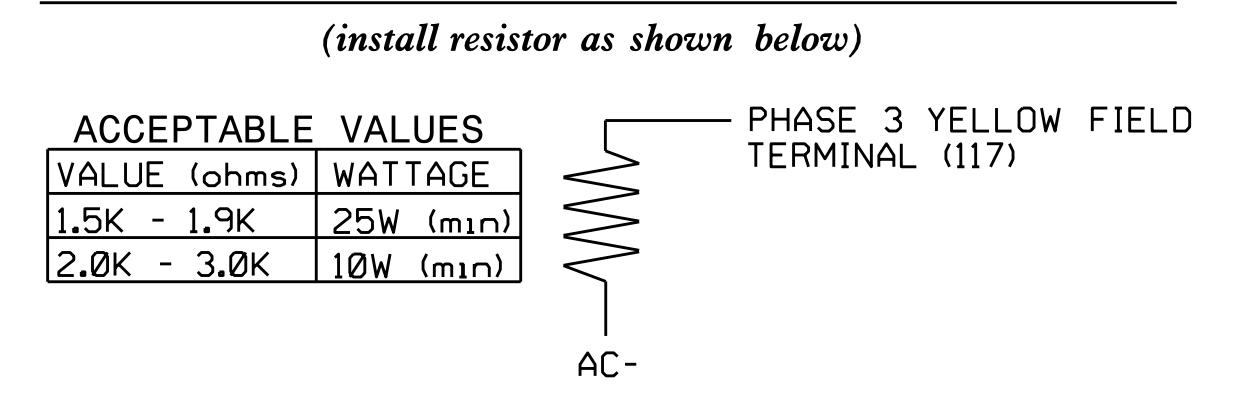 (install resistor as shown below)
ACCEPTABLE VALUES
VALUE (ohms) WATTAGE
1.5K - 1.9K 25W (min)
2.0K - 3.0K 10W (min)
PHASE 3 YELLOW FIELD
TERMINAL (117)
AC-